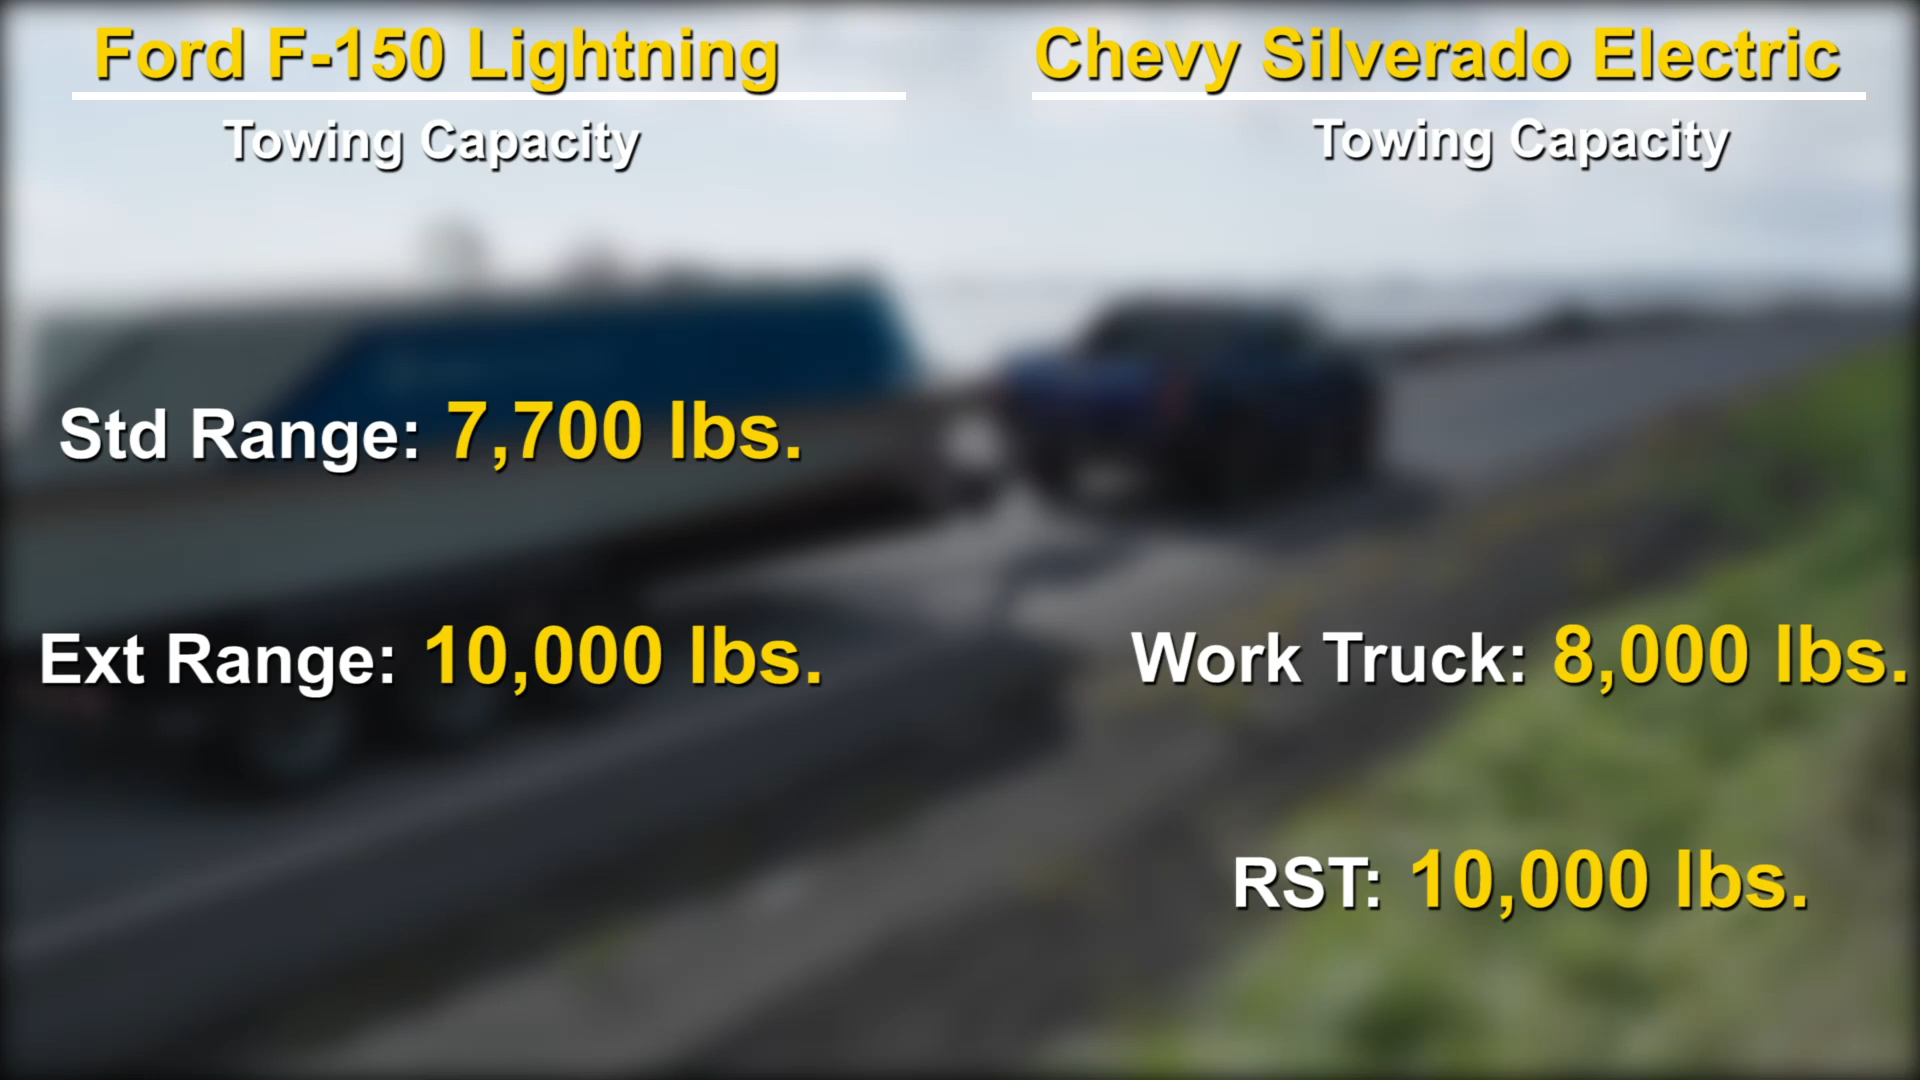 Ford F-150 Lightning
Towing Capacity
Std Range: 7,700 lbs.
Ext Range: 10,000 lbs.
Chevy Silverado Electric
Towing Capacity
Work Truck: 8,000 lbs.
RST: 10,000 lbs.